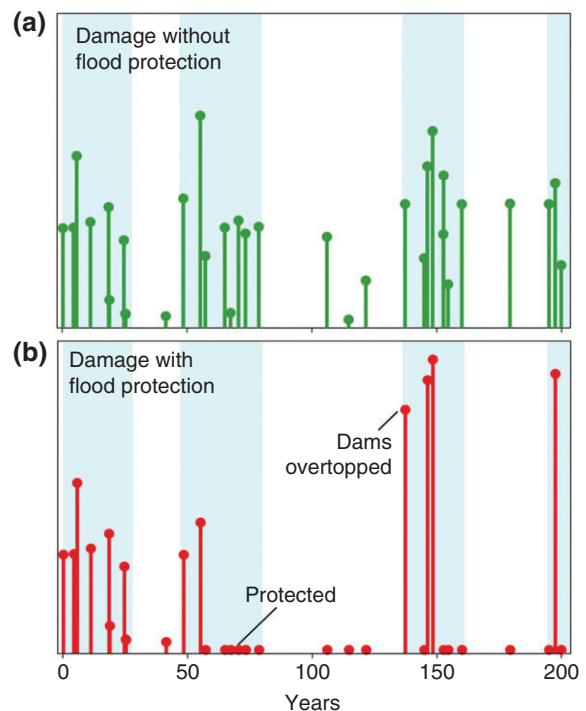 (a)
Damage without
flood protection
(b)
Damage with
flood protection
Dams
overtopped
Protected
0 50 100 150 200
Years